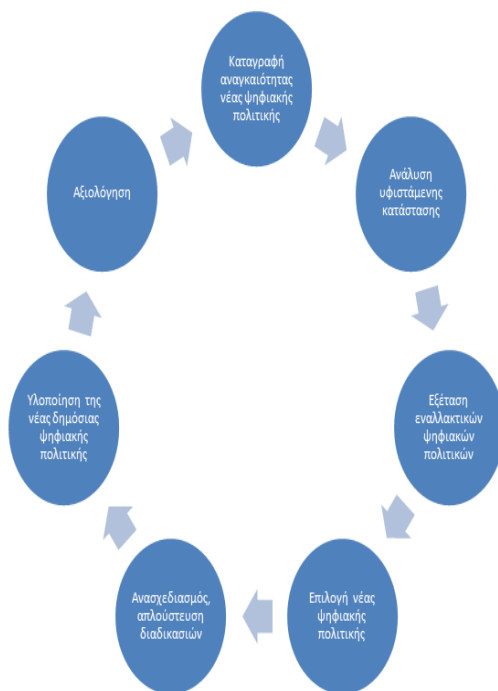 Καταγραφή
αναγκαιότητας
νέας ψηφιακής
πολιτικής
Ανάλυση
υφιστάμενης
κατάστασης
Εξέταση
εναλλακτικών
ψηφιακών
πολιτικών
Επιλογή νέας
ψηφιακής
πολιτικής
Ανασχεδιασμός,
απλούστευση
διαδικασιών
Υλοποίηση της
νέας δημόσιας
ψηφιακής
πολιτικής
Αξιολόγηση